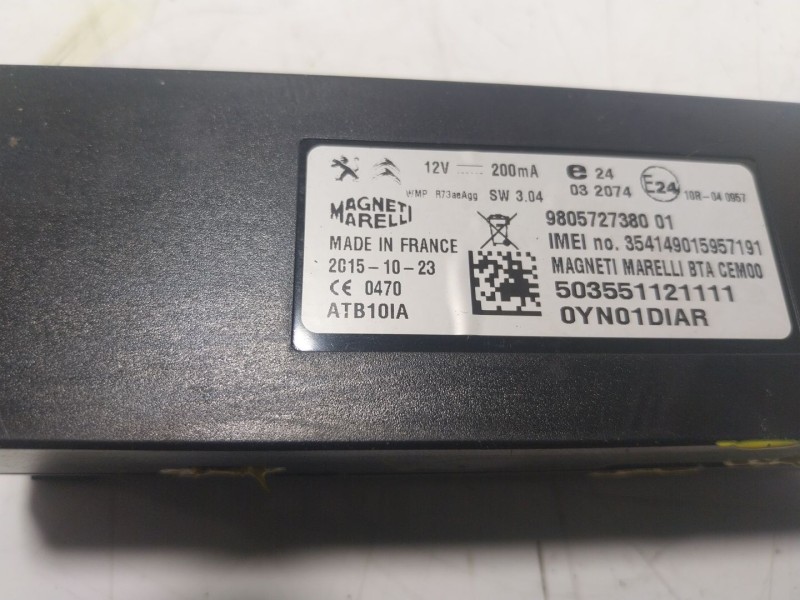 12V 200mA e 24
03 2074 E24 10R-04 0957
WMP R73aeAgg SW 3.04
MAGNETI
MARELLI
9805727380 01
MADE IN FRANCE
IMEI no. 354149015957191
2015-10-23
MAGNETI MARELLI BTA CEM00
CE 0470
503551121111
ATB10IA
0YN01DIAR